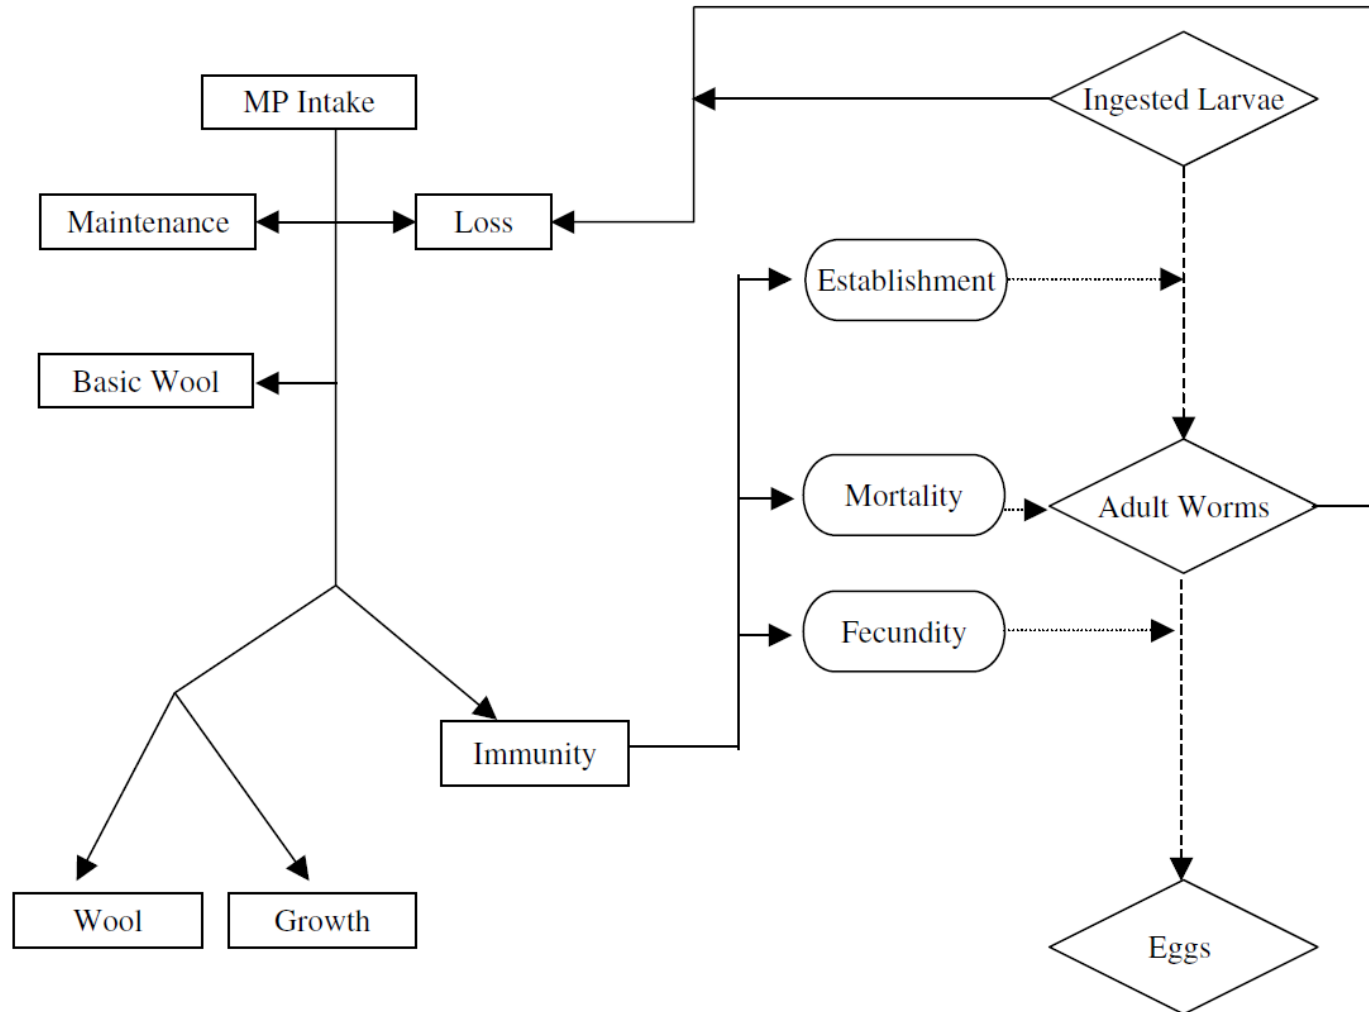 MP Intake
Ingested Larvae
Maintenance
Loss
Establishment
Basic Wool
Mortality
Adult Worms
Fecundity
Immunity
Wool
Growth
Eggs